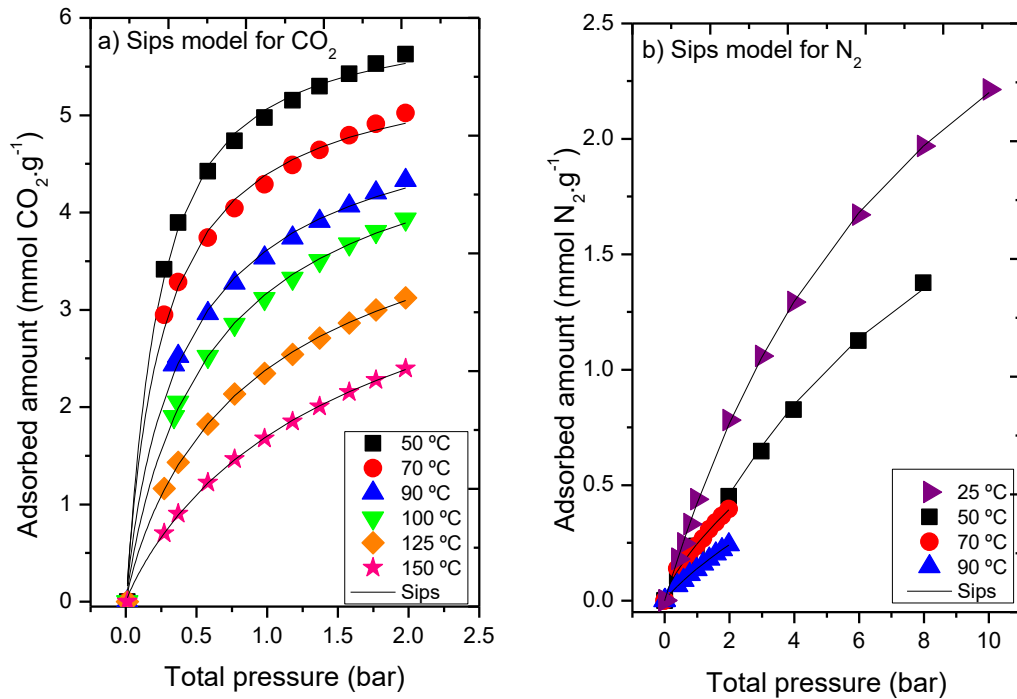 a) Sips model for CO₂
Adsorbed amount (mmol CO₂.g⁻¹)
6
5
4
3
2
1
0
0.0 0.5 1.0 1.5 2.0 2.5
Total pressure (bar)
50 ºC
70 ºC
90 ºC
100 ºC
125 ºC
150 ºC
Sips
b) Sips model for N₂
Adsorbed amount (mmol N₂.g⁻¹)
2.5
2.0
1.5
1.0
0.5
0.0
0 2 4 6 8 10
Total pressure (bar)
25 ºC
50 ºC
70 ºC
90 ºC
Sips